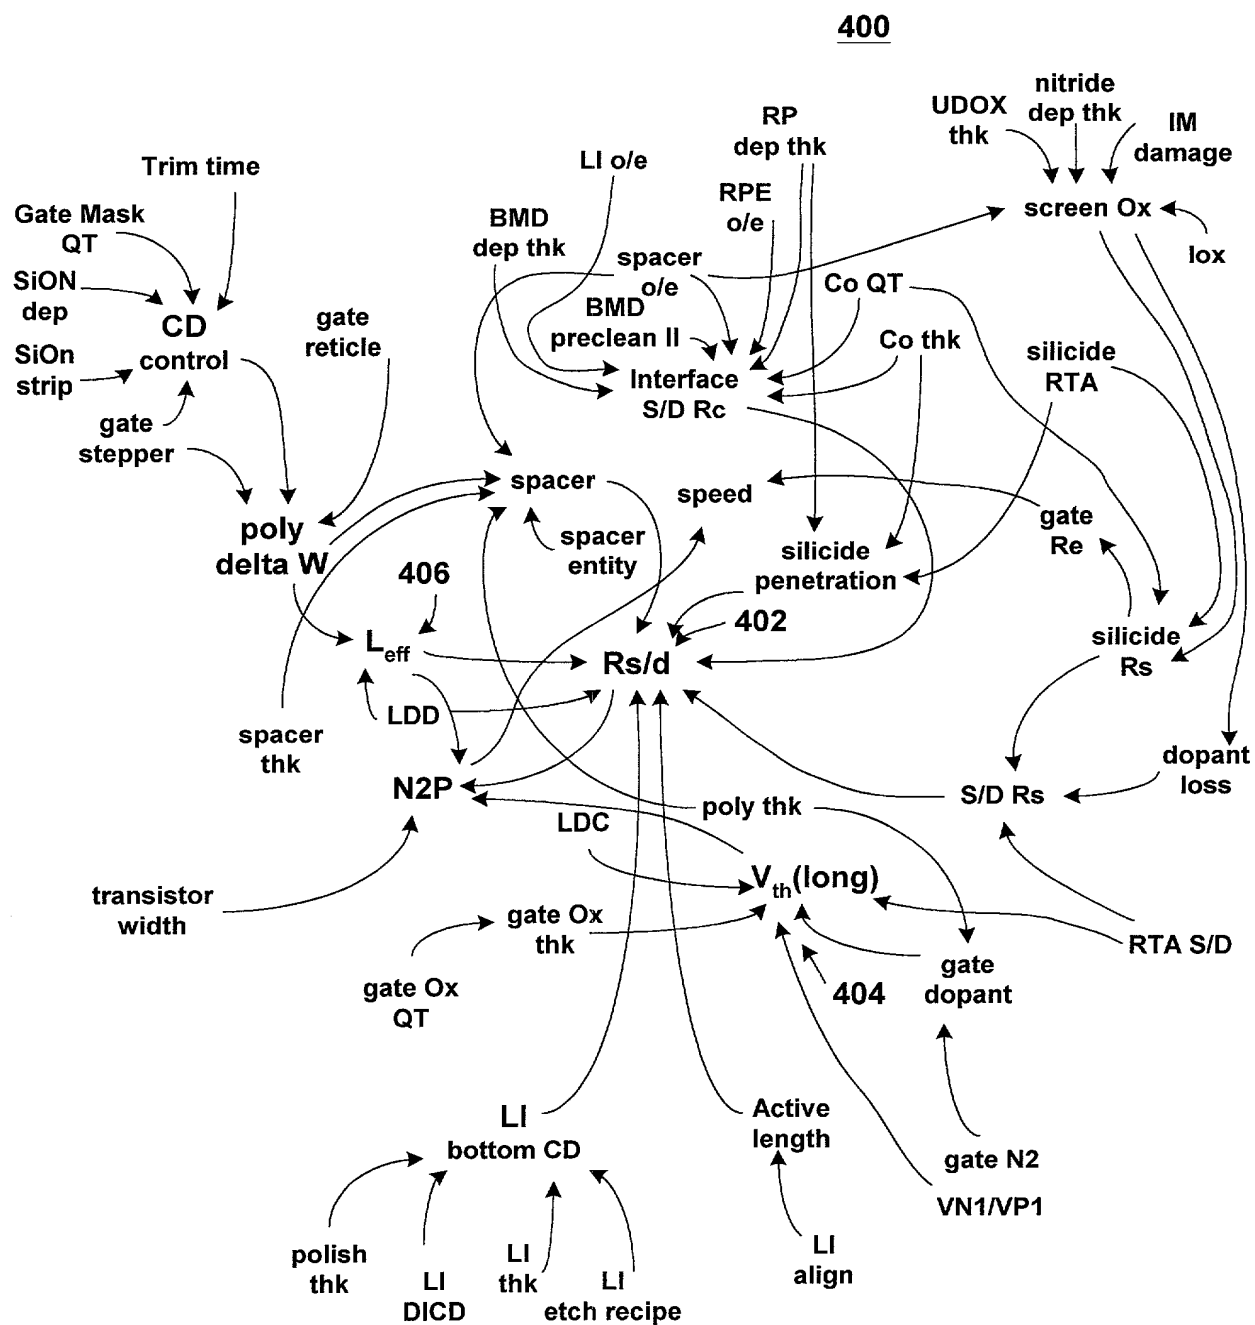 400
nitride
dep thk
UDOX
thk
IM
damage
RP
dep thk
LI o/e
Trim time
RPE
o/e
Gate Mask
QT
BMD
dep thk
screen Ox
Iox
spacer
o/e
SiON
dep
Co QT
BMD
preclean II
CD
control
gate
reticle
SiOn
strip
Co thk
silicide
RTA
Interface
S/D Rc
gate
stepper
spacer
speed
gate
Re
poly
delta W
spacer
entity
silicide
penetration
406
402
Leff
Rs/d
silicide
Rs
LDD
spacer
thk
dopant
loss
N2P
S/D Rs
poly thk
LDC
Vth(long)
transistor
width
gate Ox
thk
RTA S/D
gate Ox
QT
404
gate
dopant
LI
bottom CD
Active
length
gate N2
VN1/VP1
polish
thk
LI
DICD
LI
thk
LI
etch recipe
LI
align